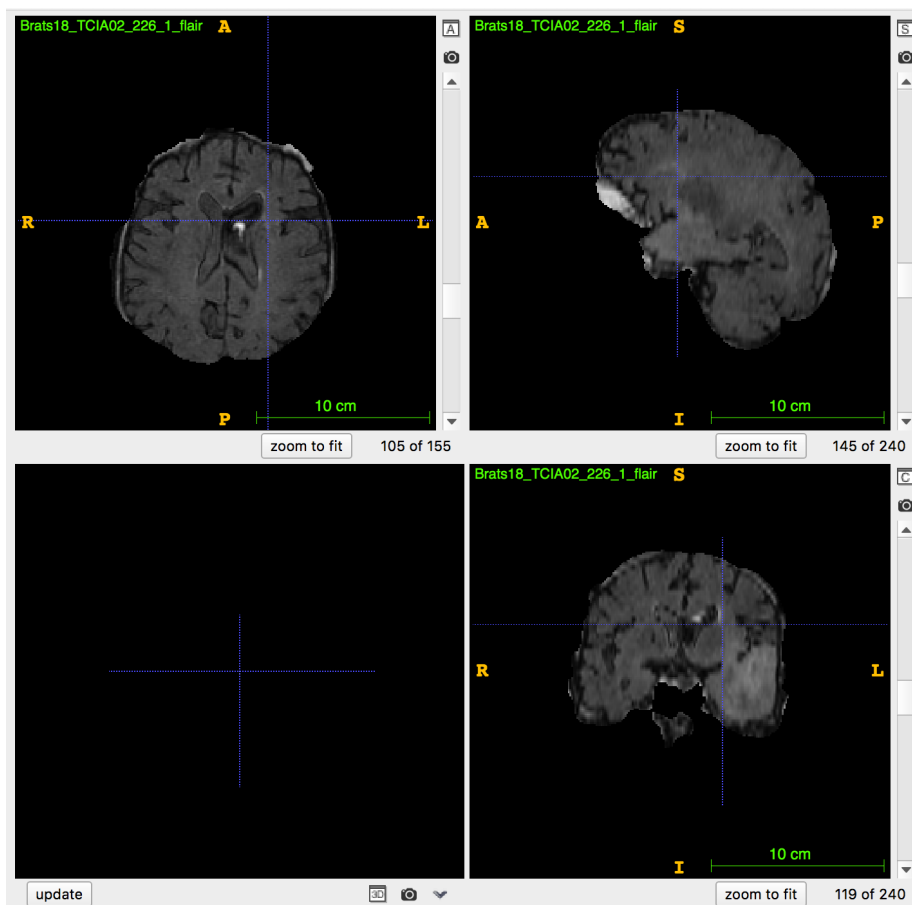 Brats18_TCIA02_226_1_flair
A
A
R
L
10 cm
P
zoom to fit
105 of 155
S
S
A
P
10 cm
I
zoom to fit
145 of 240
update
3D
Brats18_TCIA02_226_1_flair
S
C
R
L
10 cm
I
zoom to fit
119 of 240
Brats18_TCIA02_226_1_flair